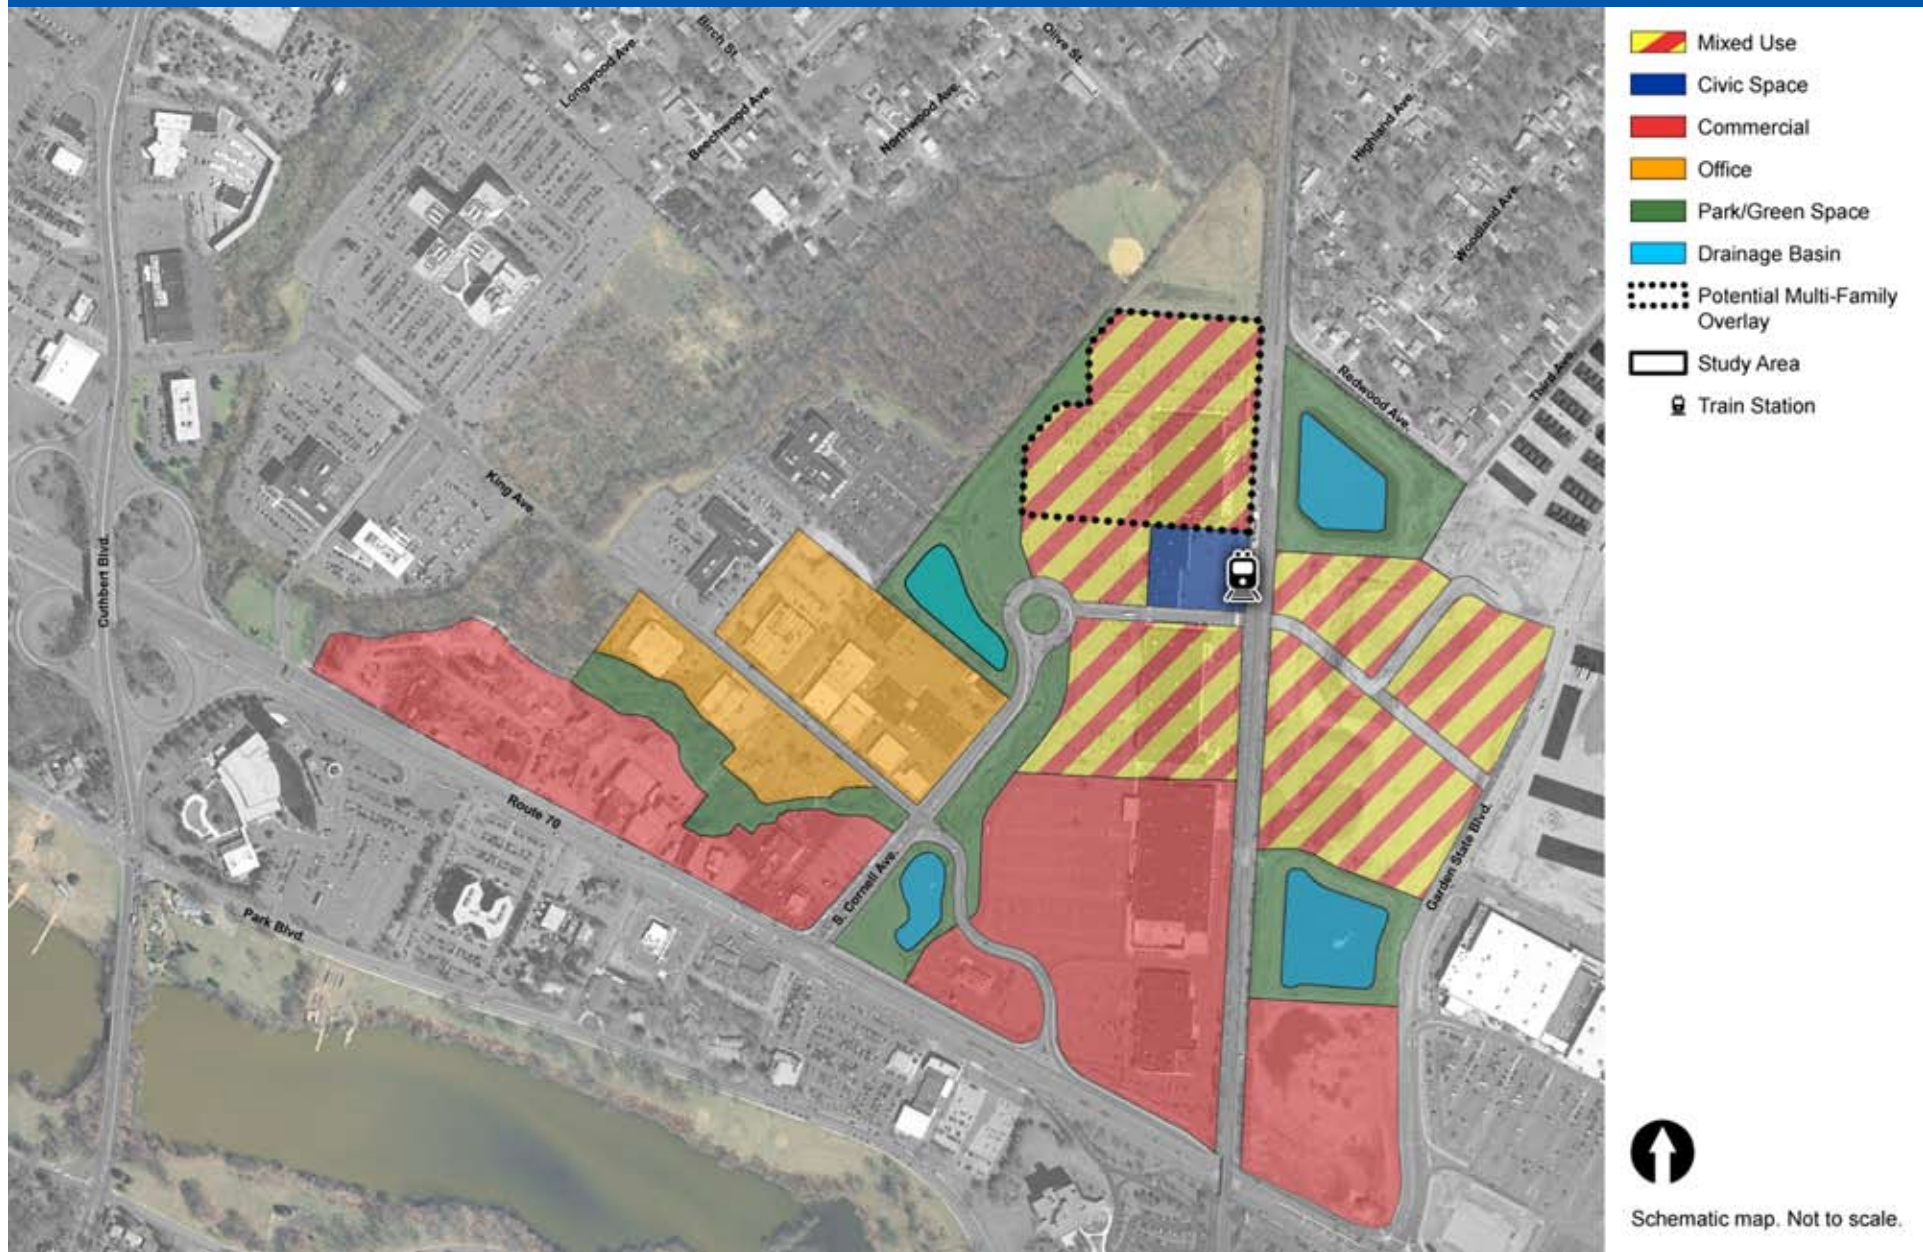 Birch St.
Olive St.
Longwood Ave.
Beechwood Ave.
Northwood Ave.
Highland Ave.
Woodland Ave.
Third Ave.
Redwood Ave.
King Ave.
Cuthbert Blvd.
Route 70
S. Cornell Ave.
Garden State Blvd.
Park Blvd.
Mixed Use
Civic Space
Commercial
Office
Park/Green Space
Drainage Basin
Potential Multi-Family
Overlay
Study Area
Train Station
Schematic map. Not to scale.